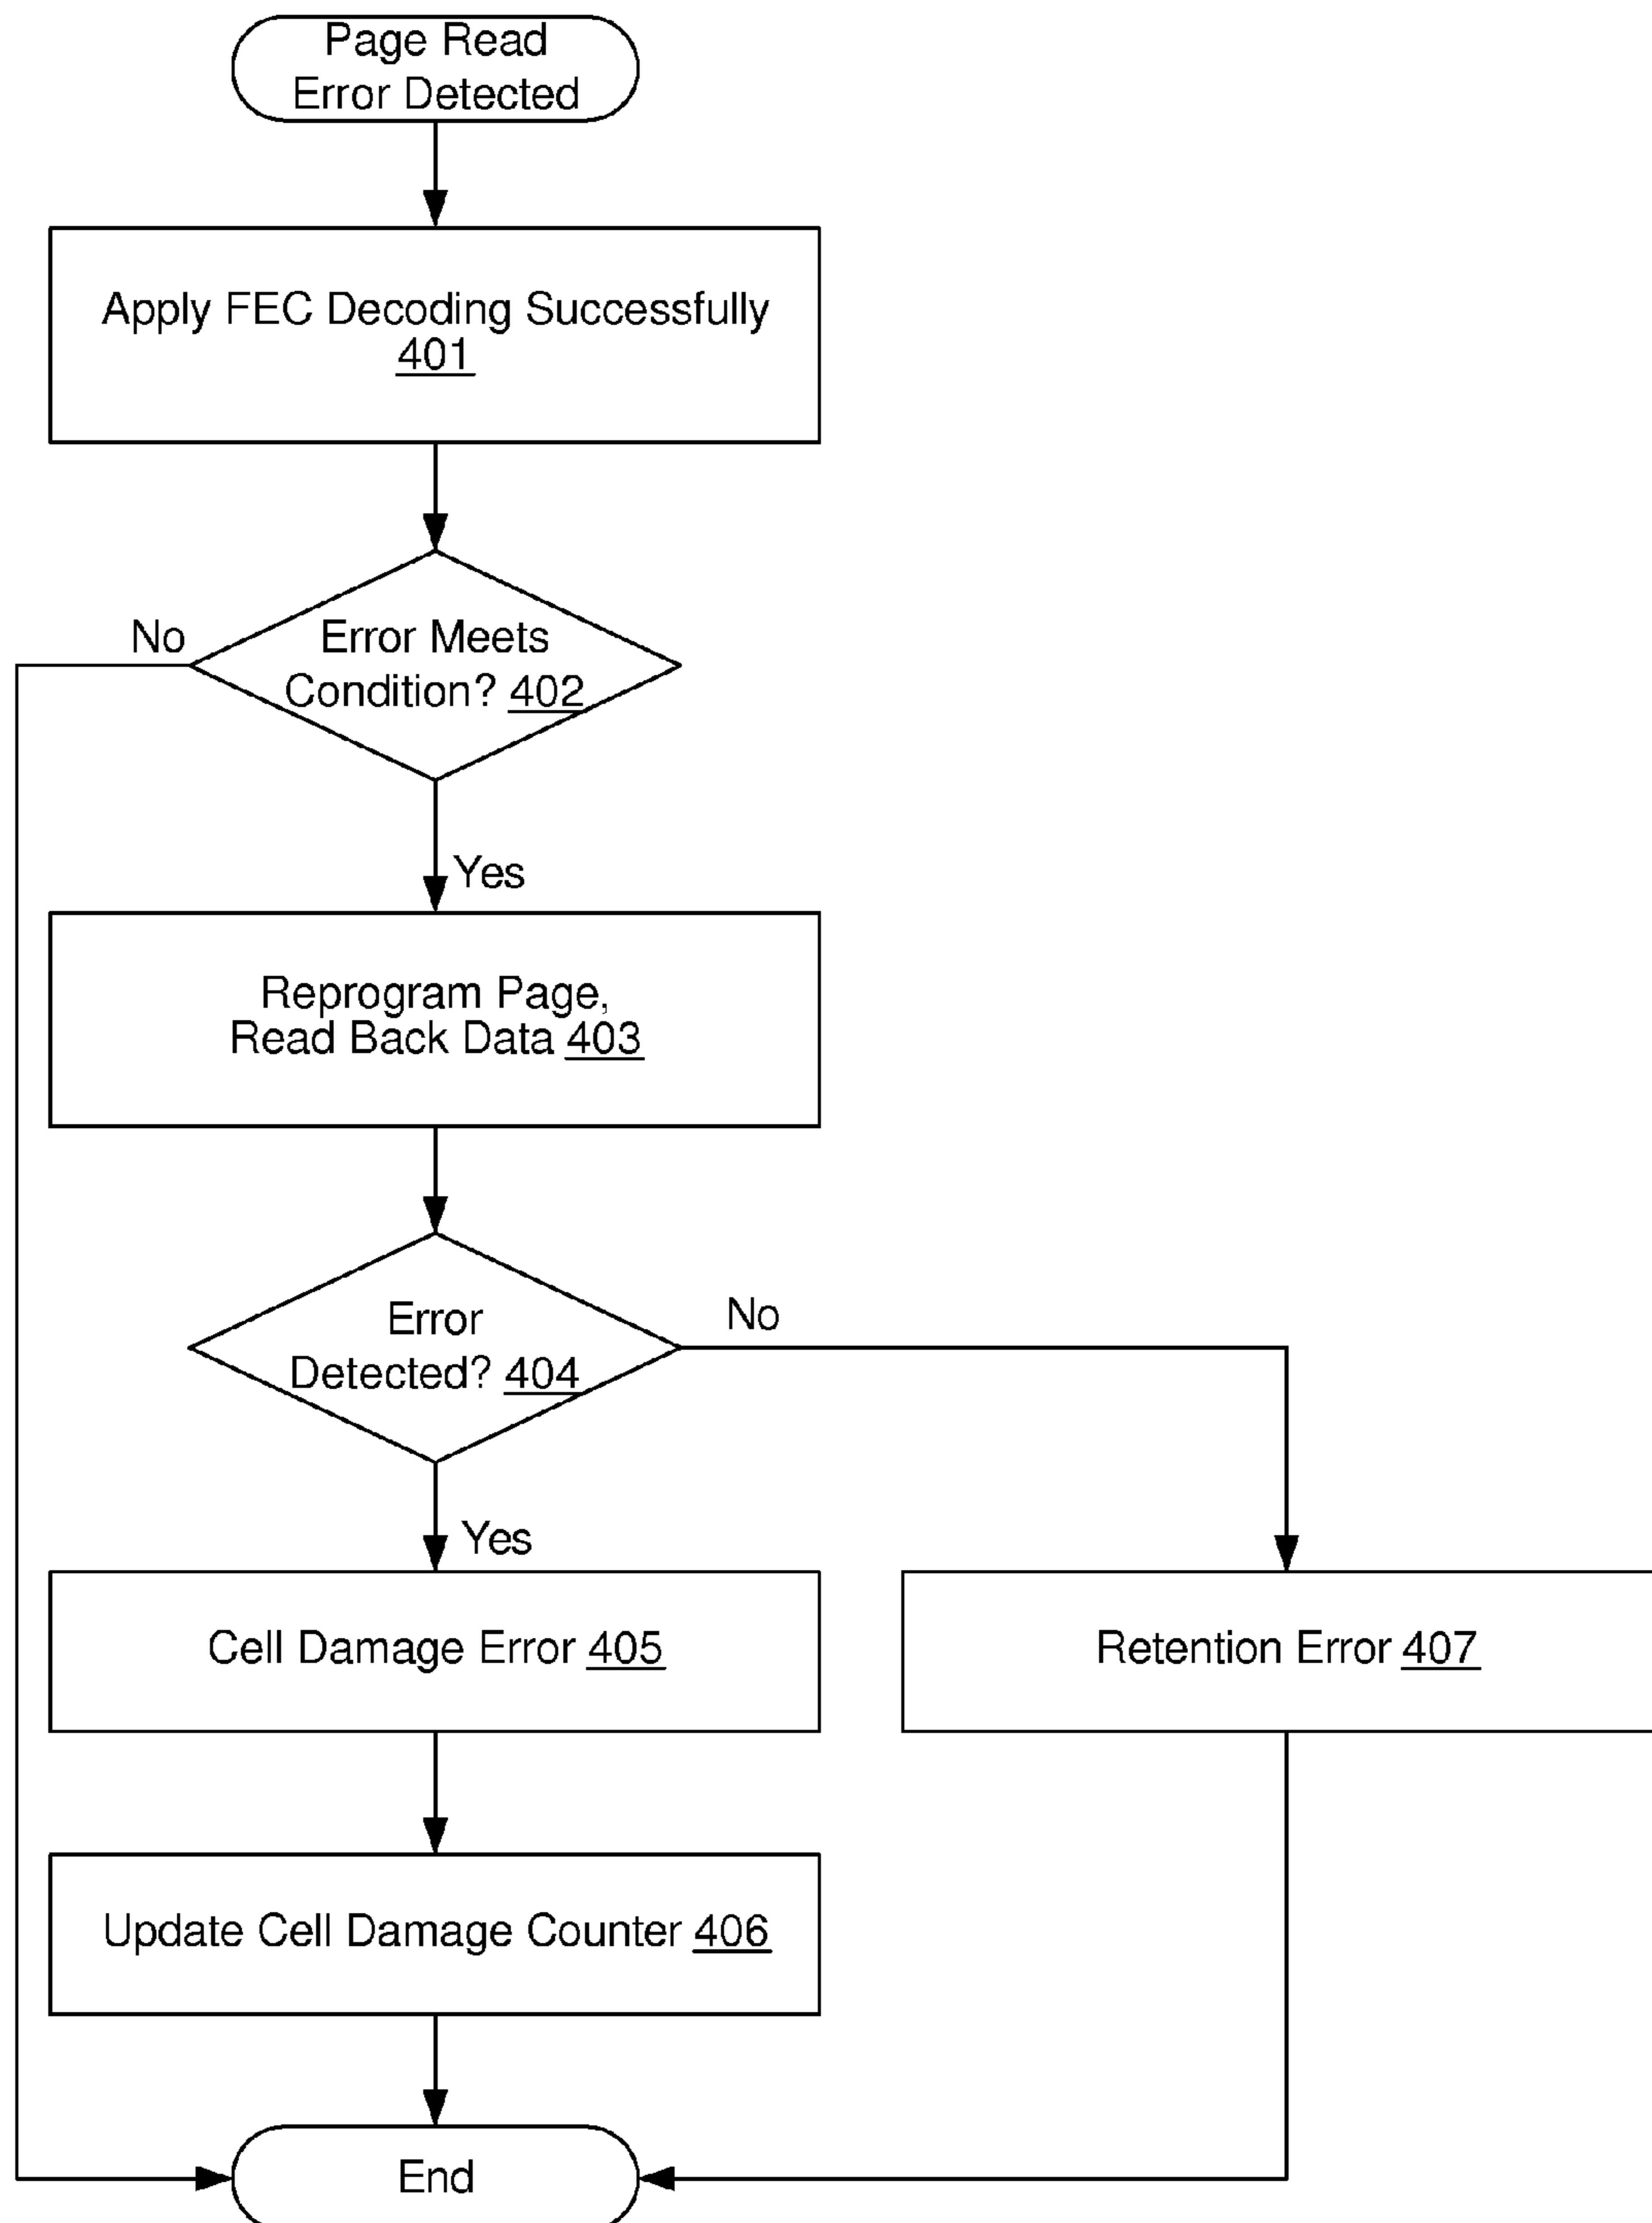 Page Read
Error Detected
Apply FEC Decoding Successfully
401
No
Error Meets
Condition? 402
Yes
Reprogram Page,
Read Back Data 403
Error
Detected? 404
No
Yes
Cell Damage Error 405
Retention Error 407
Update Cell Damage Counter 406
End